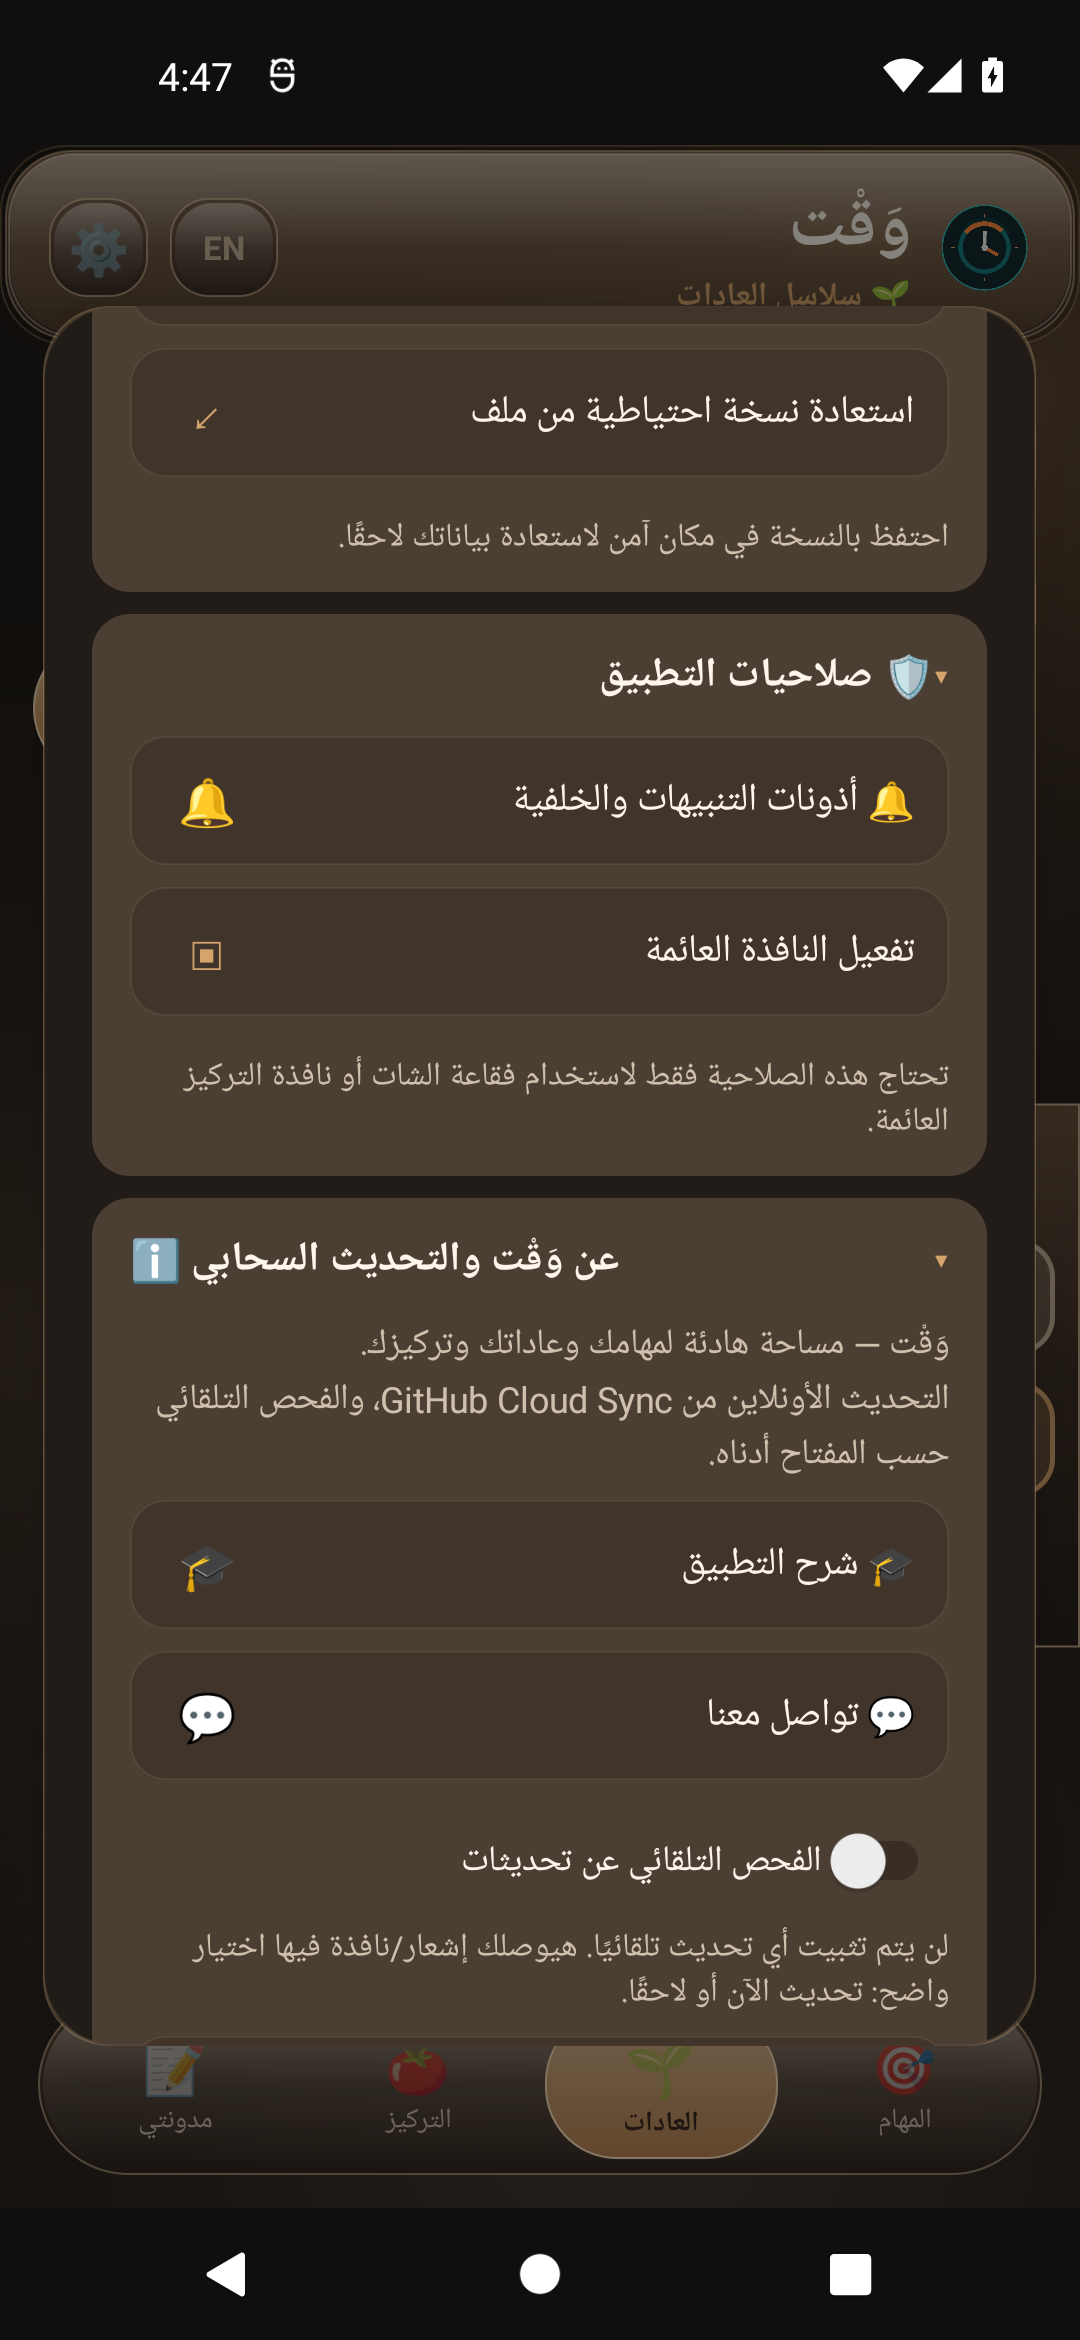 4:47
وَقْت
EN
🌱 سلاسل العادات
استعادة نسخة احتياطية من ملف
احتفظ بالنسخة في مكان آمن لاستعادة بياناتك لاحقًا.
🛡️ صلاحيات التطبيق
🔔 أذونات التنبيهات والخلفية
تفعيل النافذة العائمة
تحتاج هذه الصلاحية فقط لاستخدام فقاعة الشات أو نافذة التركيز
العائمة.
عن وَقْت والتحديث السحابي ℹ️
وَقْت — مساحة هادئة لمهامك وعاداتك وتركيزك.
التحديث الأونلاين من GitHub Cloud Sync، والفحص التلقائي
حسب المفتاح أدناه.
🎓 شرح التطبيق
💬 تواصل معنا
الفحص التلقائي عن تحديثات
لن يتم تثبيت أي تحديث تلقائيًا. هيوصلك إشعار/نافذة فيها اختيار
واضح: تحديث الآن أو لاحقًا.
المهام
العادات
التركيز
مدونتي